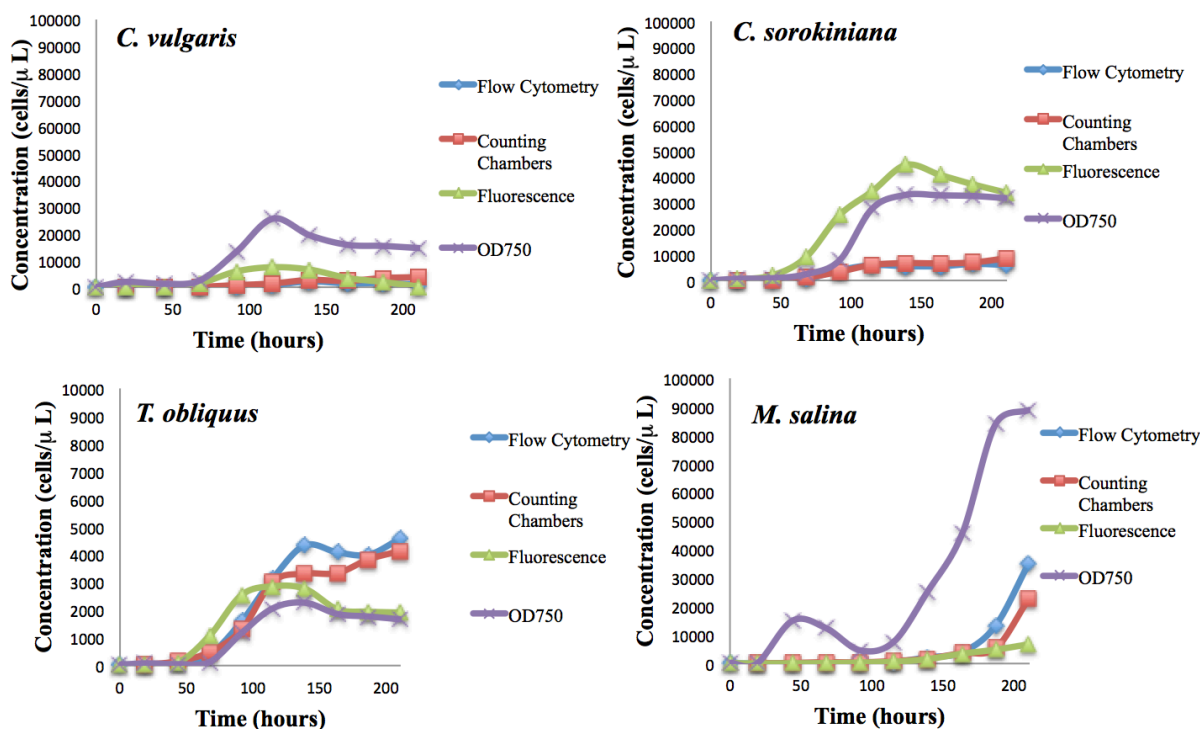 C. vulgaris
Concentration (cells/μ L)
100000
90000
80000
70000
60000
50000
40000
30000
20000
10000
0
0 50 100 150 200
Time (hours)
Flow Cytometry
Counting
Chambers
Fluorescence
OD750
C. sorokiniana
Concentration (cells/μ L)
100000
90000
80000
70000
60000
50000
40000
30000
20000
10000
0
0 50 100 150 200
Time (hours)
Flow Cytometry
Counting
Chambers
Fluorescence
OD750
T. obliquus
Concentration (cells/μ L)
10000
9000
8000
7000
6000
5000
4000
3000
2000
1000
0
0 50 100 150 200
Time (hours)
Flow Cytometry
Counting
Chambers
Fluorescence
OD750
M. salina
Concentration (cells/μ L)
100000
90000
80000
70000
60000
50000
40000
30000
20000
10000
0
0 50 100 150 200
Time (hours)
Flow Cytometry
Counting
Chambers
Fluorescence
OD750